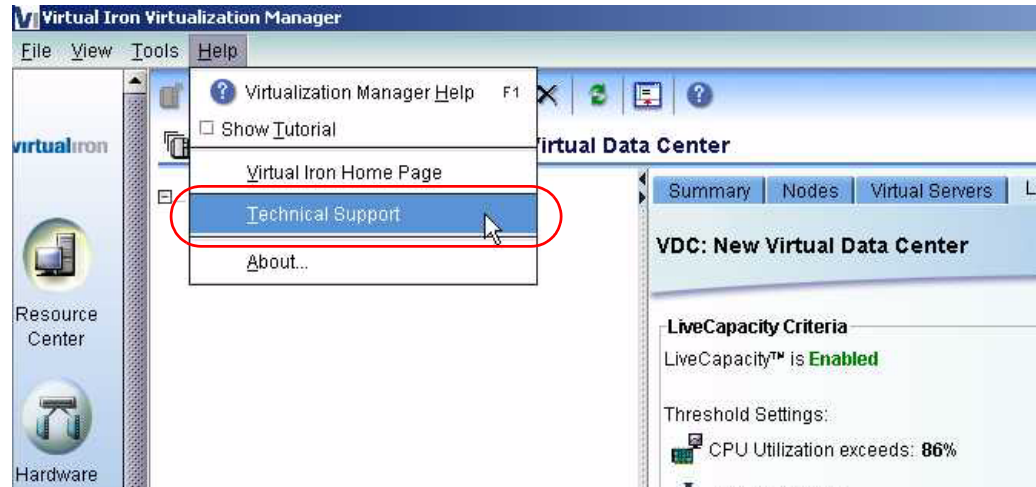 Virtual Iron Virtualization Manager
File View Tools Help
Virtualization Manager Help F1
Show Tutorial
virtualiron
Virtual Data Center
Virtual Iron Home Page
Summary Nodes Virtual Servers L
Technical Support
VDC: New Virtual Data Center
About...
Resource
Center
LiveCapacity Criteria
LiveCapacity™ is Enabled
Threshold Settings:
CPU Utilization exceeds: 86%
Hardware